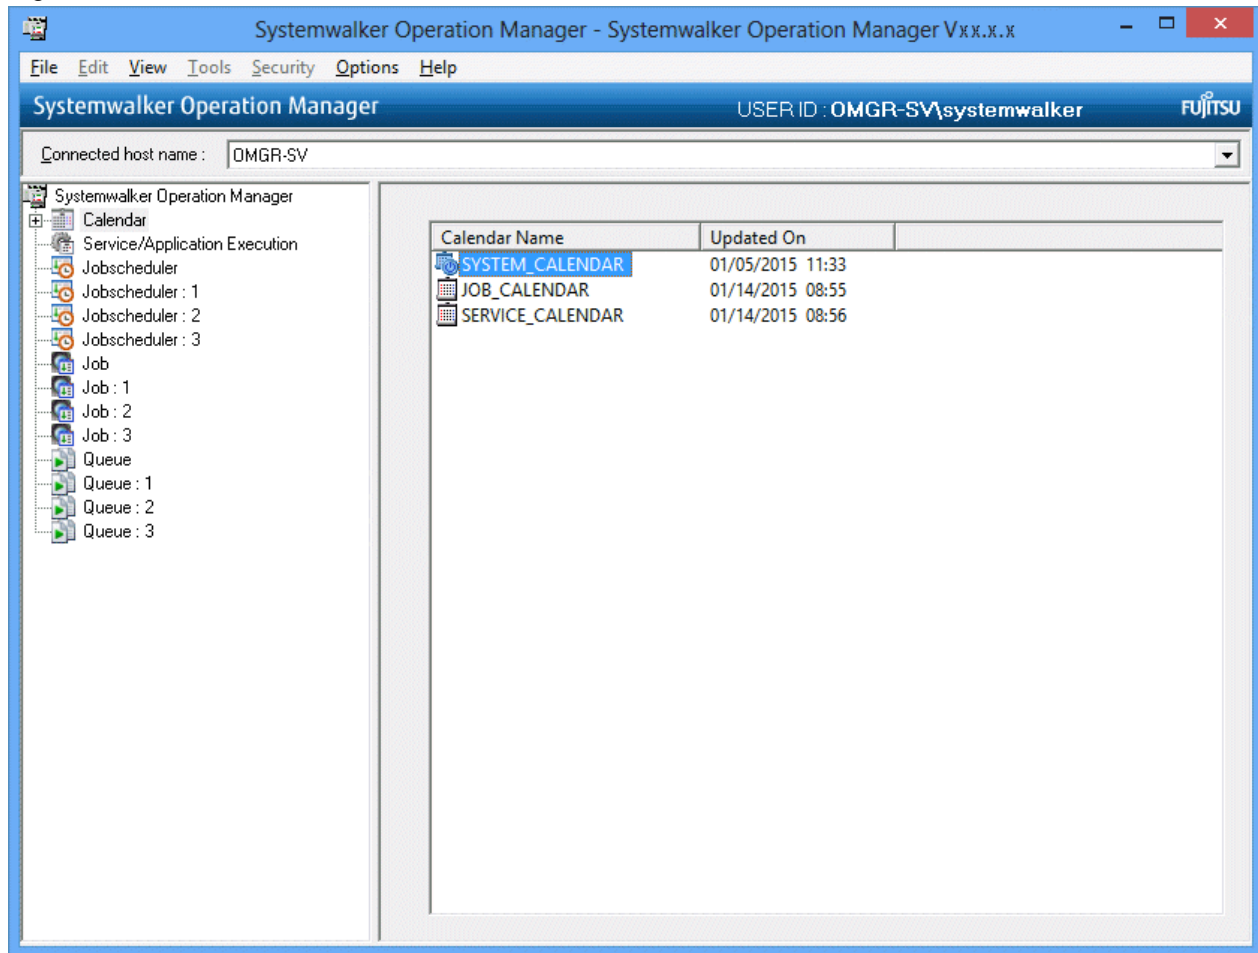 Systemwalker Operation Manager - Systemwalker Operation Manager Vxx.x.x
File Edit View Tools Security Options Help
Systemwalker Operation Manager USER ID : OMGR-SV\systemwalker FUJITSU
Connected host name : OMGR-SV
Systemwalker Operation Manager
Calendar
Service/Application Execution
Jobscheduler
Jobscheduler : 1
Jobscheduler : 2
Jobscheduler : 3
Job
Job : 1
Job : 2
Job : 3
Queue
Queue : 1
Queue : 2
Queue : 3
Calendar Name Updated On
SYSTEM_CALENDAR 01/05/2015 11:33
JOB_CALENDAR 01/14/2015 08:55
SERVICE_CALENDAR 01/14/2015 08:56